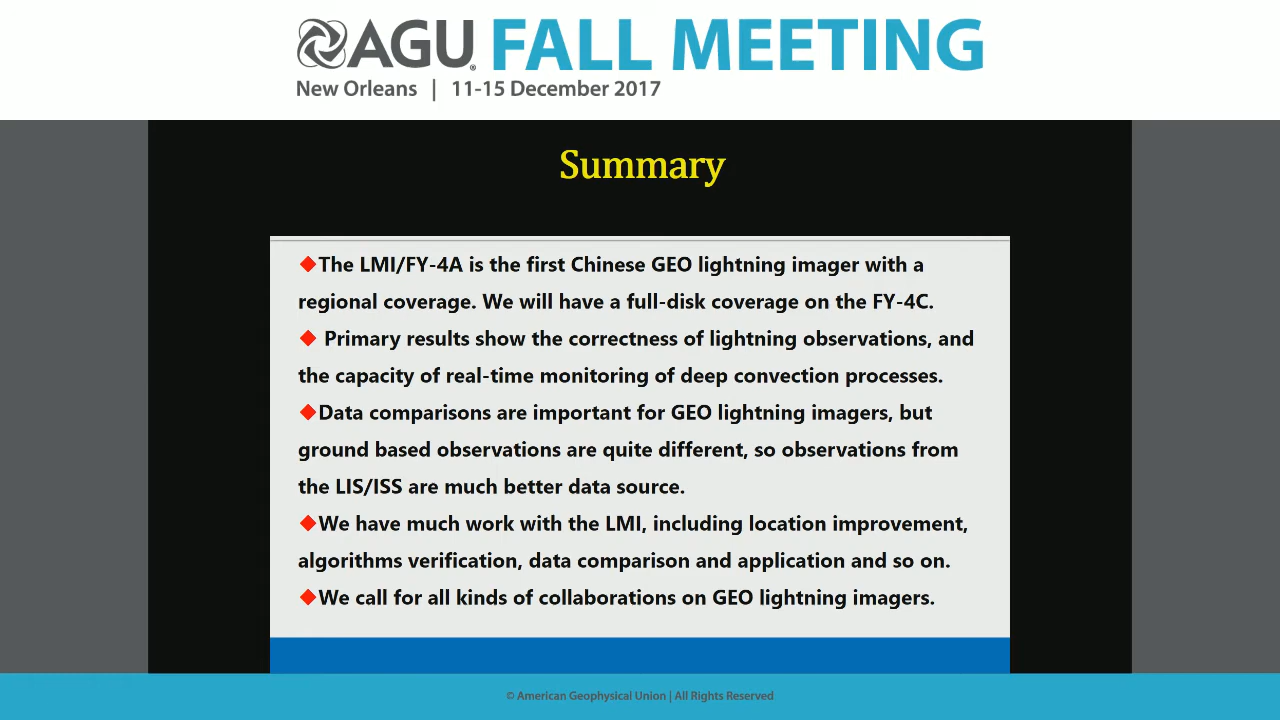 AGU FALL MEETING
New Orleans | 11-15 December 2017
Summary
◆The LMI/FY-4A is the first Chinese GEO lightning imager with a
regional coverage. We will have a full-disk coverage on the FY-4C.
◆ Primary results show the correctness of lightning observations, and
the capacity of real-time monitoring of deep convection processes.
◆Data comparisons are important for GEO lightning imagers, but
ground based observations are quite different, so observations from
the LIS/ISS are much better data source.
◆We have much work with the LMI, including location improvement,
algorithms verification, data comparison and application and so on.
◆We call for all kinds of collaborations on GEO lightning imagers.
© American Geophysical Union | All Rights Reserved